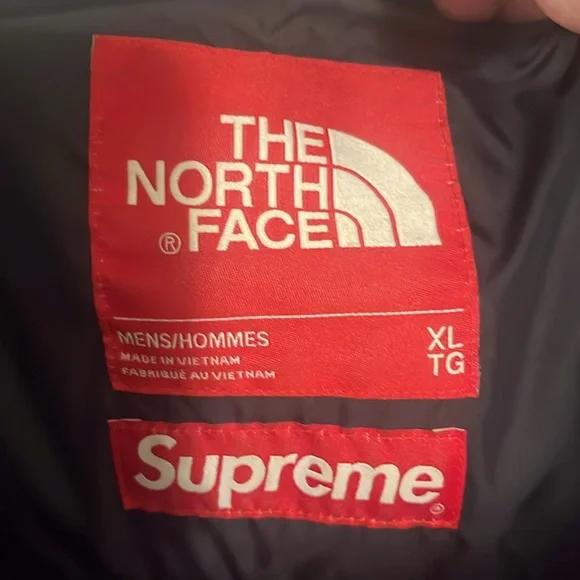 THE
NORTH
® FACE
MENS/HOMMES XL
MADE IN VIETNAM TG
FABRIQUÉ AU VIETNAM
Supreme®